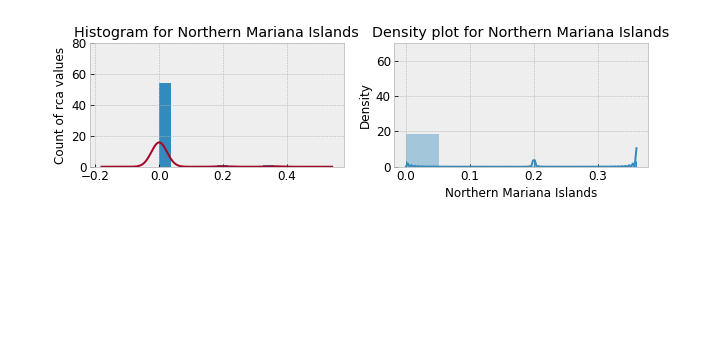 Histogram for Northern Mariana Islands
Count of rca values
80
60
40
20
0
−0.2 0.0 0.2 0.4
Density plot for Northern Mariana Islands
Density
60
40
20
0
0.0 0.1 0.2 0.3
Northern Mariana Islands